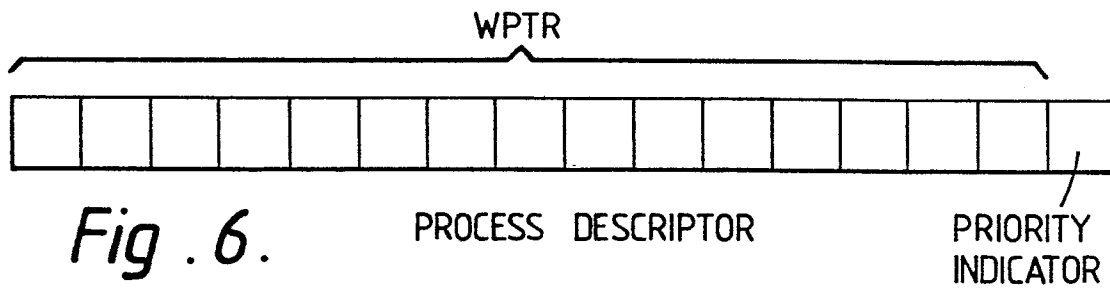 WPTR
Fig. 6.
PROCESS DESCRIPTOR
PRIORITY
INDICATOR